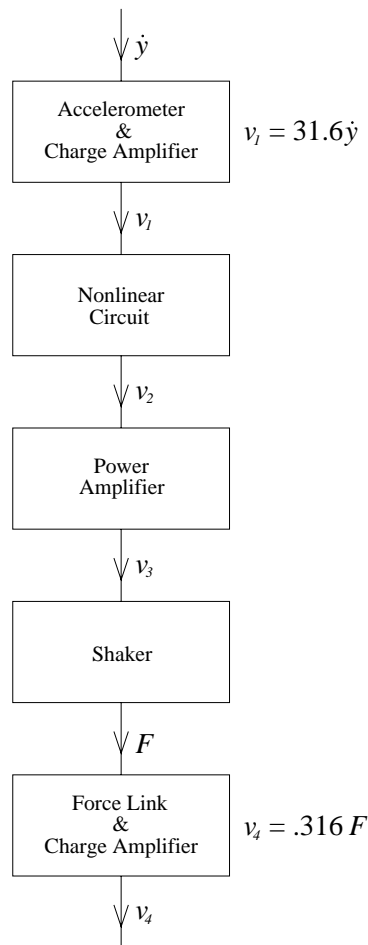 ẏ
Accelerometer
&
Charge Amplifier
v₁ = 31.6ẏ
v₁
Nonlinear
Circuit
v₂
Power
Amplifier
v₃
Shaker
F
Force Link
&
Charge Amplifier
v₄ = .316 F
v₄